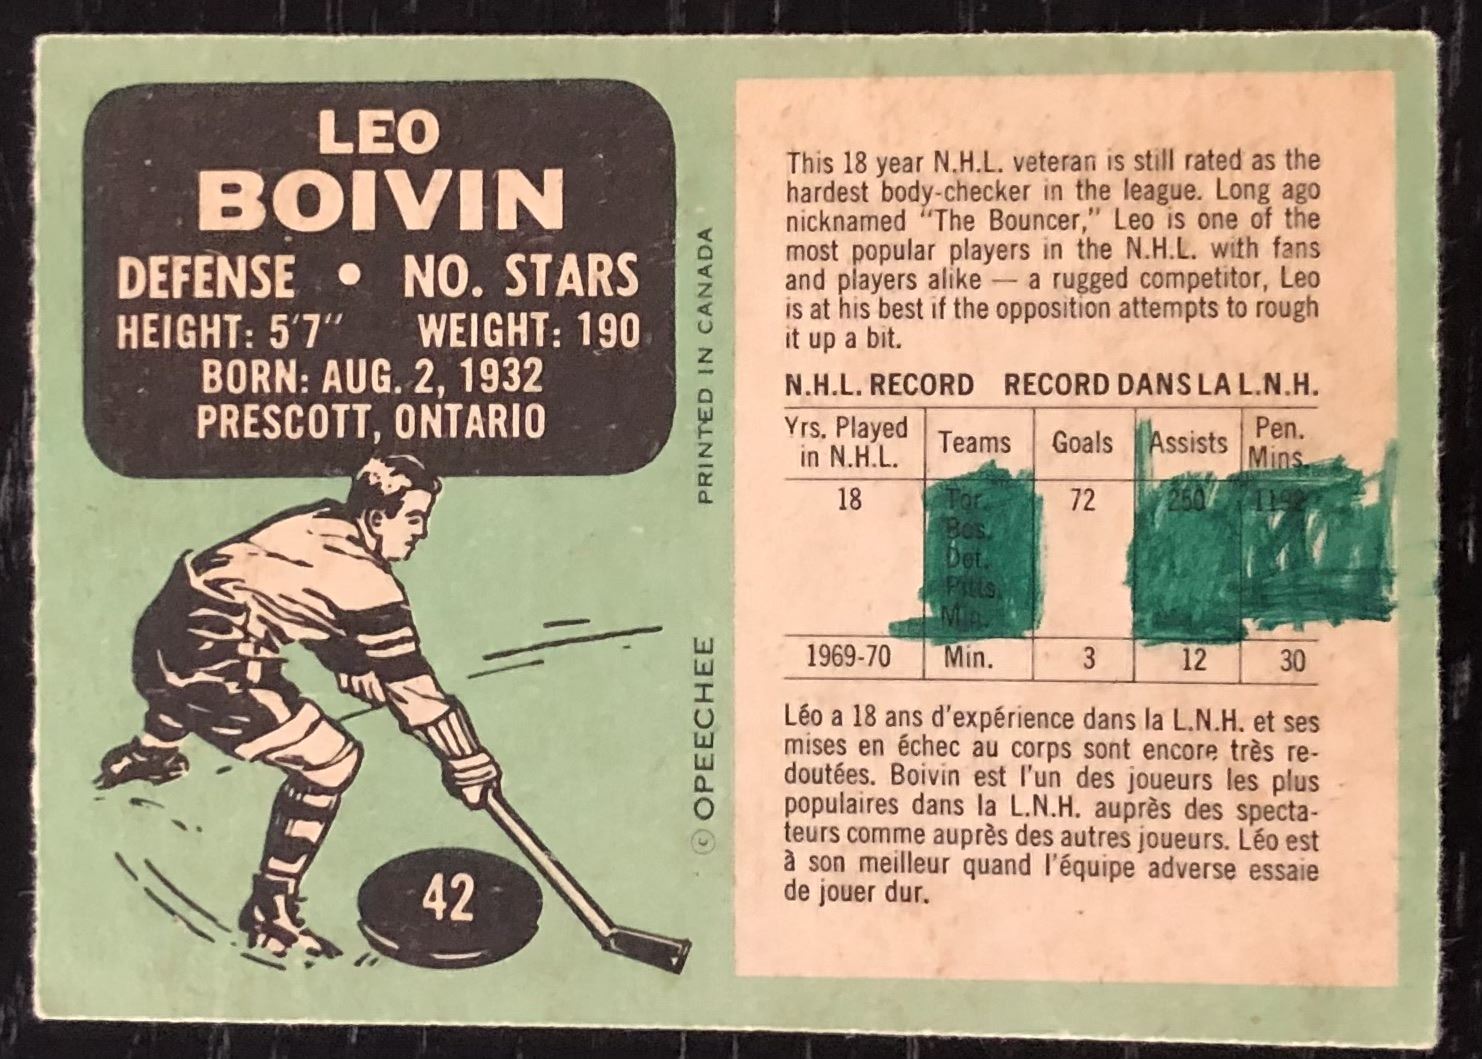 LEO
BOIVIN
DEFENSE • NO. STARS
HEIGHT: 5'7" WEIGHT: 190
BORN: AUG. 2, 1932
PRESCOTT, ONTARIO
42
© OPEECHEE PRINTED IN CANADA
This 18 year N.H.L. veteran is still rated as the
hardest body-checker in the league. Long ago
nicknamed "The Bouncer," Leo is one of the
most popular players in the N.H.L. with fans
and players alike — a rugged competitor, Leo
is at his best if the opposition attempts to rough
it up a bit.
N.H.L. RECORD RECORD DANS LA L.N.H.
Yrs. Played in N.H.L. Teams Goals Assists Pen. Mins.
18 Tor. 72 250
Bos.
Det.
Pitts.
Min.
1969-70 Min. 3 12 30
Léo a 18 ans d'expérience dans la L.N.H. et ses
mises en échec au corps sont encore très re-
doutées. Boivin est l'un des joueurs les plus
populaires dans la L.N.H. auprès des specta-
teurs comme auprès des autres joueurs. Léo est
à son meilleur quand l'équipe adverse essaie
de jouer dur.